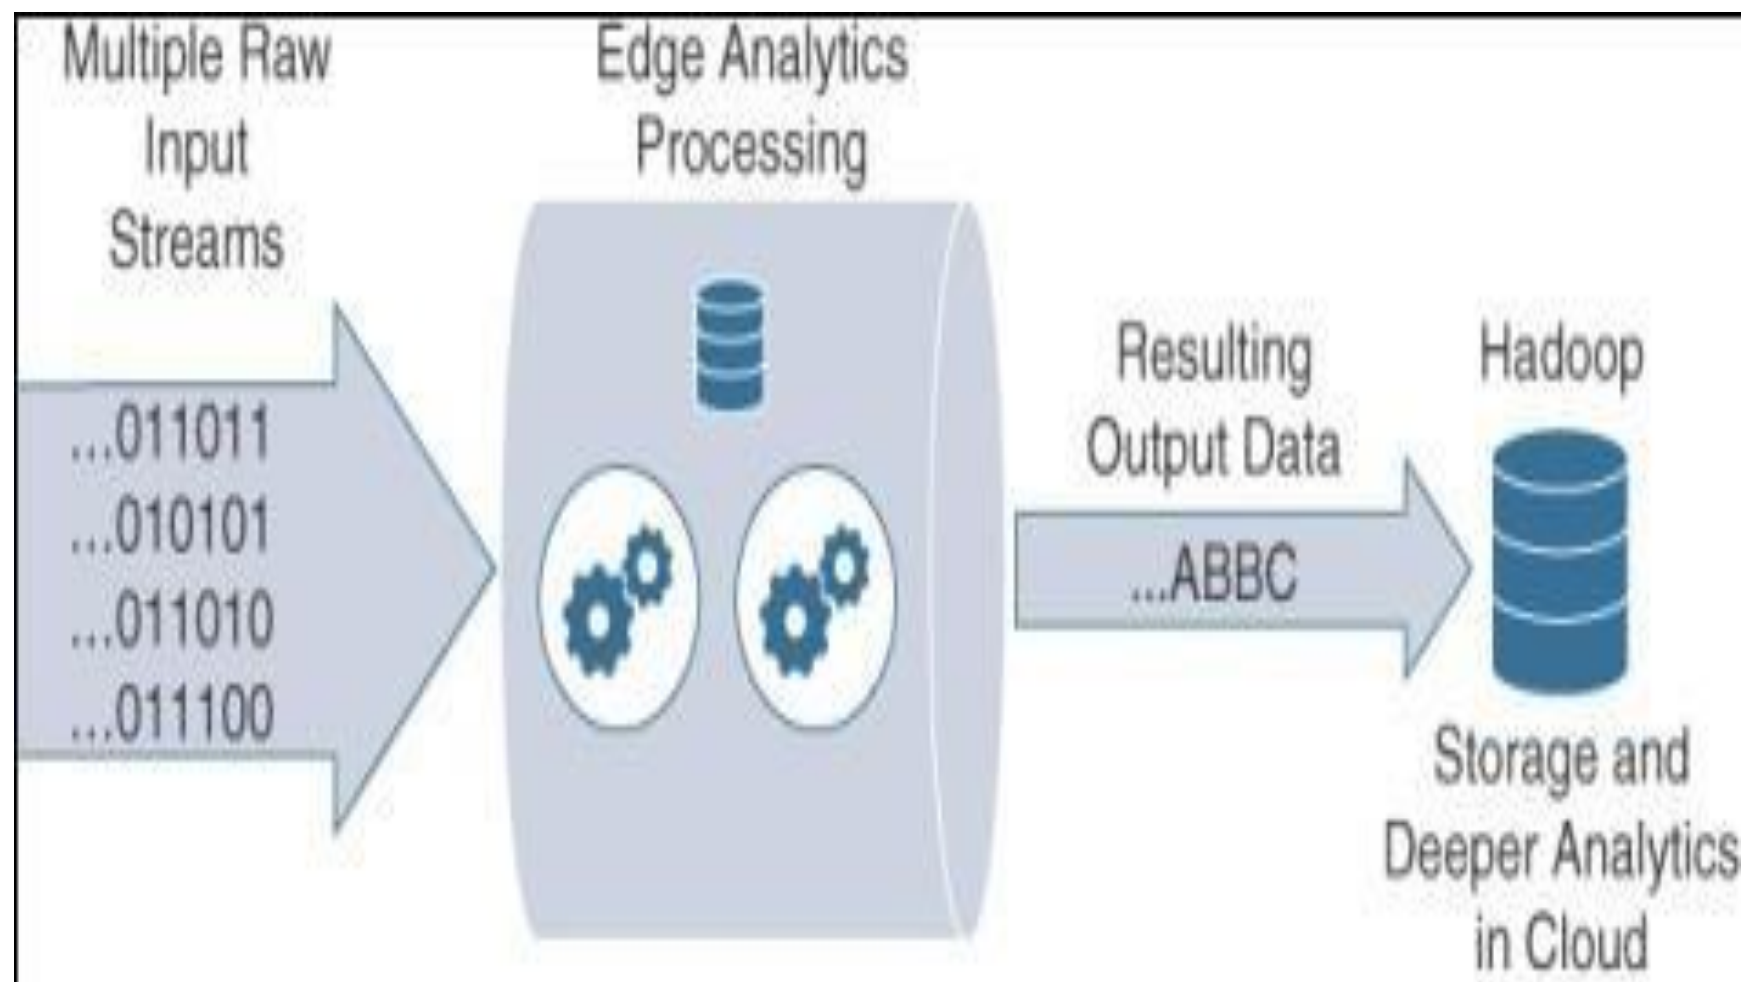 Multiple Raw
Input
Streams
...011011
...010101
...011010
...011100
Edge Analytics
Processing
Resulting
Output Data
...ABBC
Hadoop
Storage and
Deeper Analytics
in Cloud